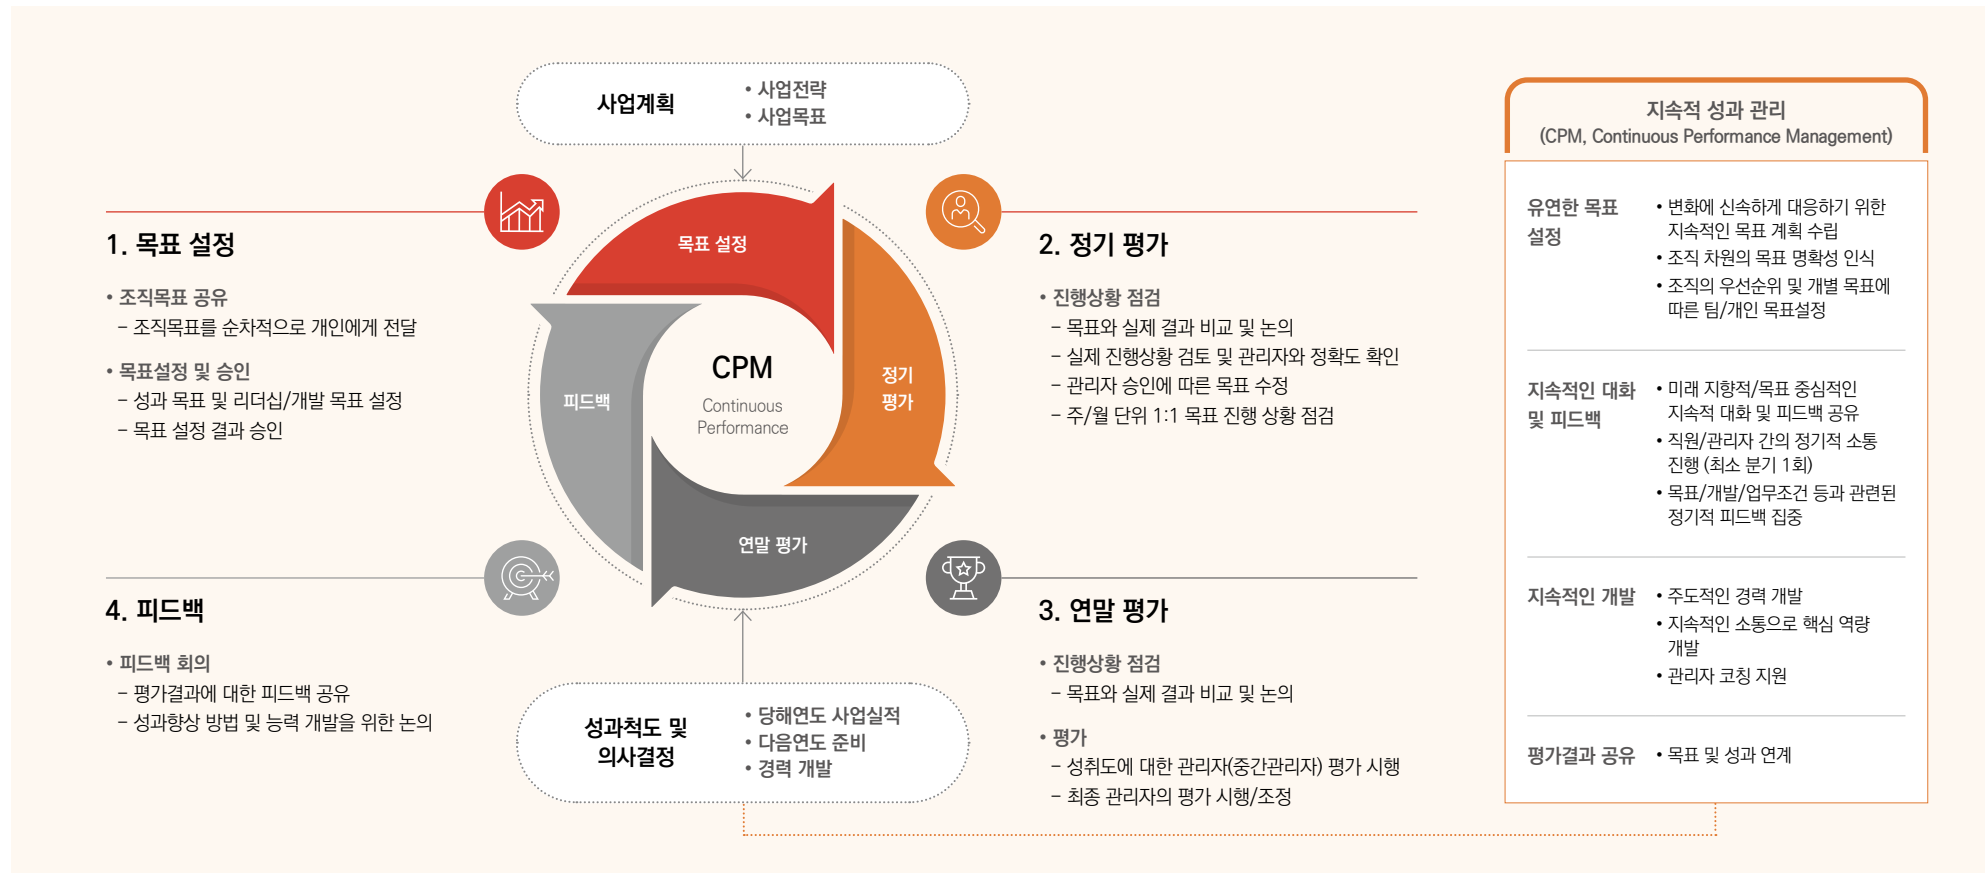 사업계획
• 사업전략
• 사업목표
1. 목표 설정
• 조직목표 공유
– 조직목표를 순차적으로 개인에게 전달
• 목표설정 및 승인
– 성과 목표 및 리더십/개발 목표 설정
– 목표 설정 결과 승인
목표 설정
정기
평가
연말 평가
피드백
CPM
Continuous
Performance
2. 정기 평가
• 진행상황 점검
– 목표와 실제 결과 비교 및 논의
– 실제 진행상황 검토 및 관리자와 정확도 확인
– 관리자 승인에 따른 목표 수정
– 주/월 단위 1:1 목표 진행 상황 점검
4. 피드백
• 피드백 회의
– 평가결과에 대한 피드백 공유
– 성과향상 방법 및 능력 개발을 위한 논의
성과척도 및
의사결정
• 당해연도 사업실적
• 다음연도 준비
• 경력 개발
3. 연말 평가
• 진행상황 점검
– 목표와 실제 결과 비교 및 논의
• 평가
– 성취도에 대한 관리자(중간관리자) 평가 시행
– 최종 관리자의 평가 시행/조정
지속적 성과 관리
(CPM, Continuous Performance Management)
유연한 목표
설정
• 변화에 신속하게 대응하기 위한
지속적인 목표 계획 수립
• 조직 차원의 목표 명확성 인식
• 조직의 우선순위 및 개별 목표에
따른 팀/개인 목표설정
지속적인 대화
및 피드백
• 미래 지향적/목표 중심적인
지속적 대화 및 피드백 공유
• 직원/관리자 간의 정기적 소통
진행 (최소 분기 1회)
• 목표/개발/업무조건 등과 관련된
정기적 피드백 집중
지속적인 개발
• 주도적인 경력 개발
• 지속적인 소통으로 핵심 역량
개발
• 관리자 코칭 지원
평가결과 공유
• 목표 및 성과 연계